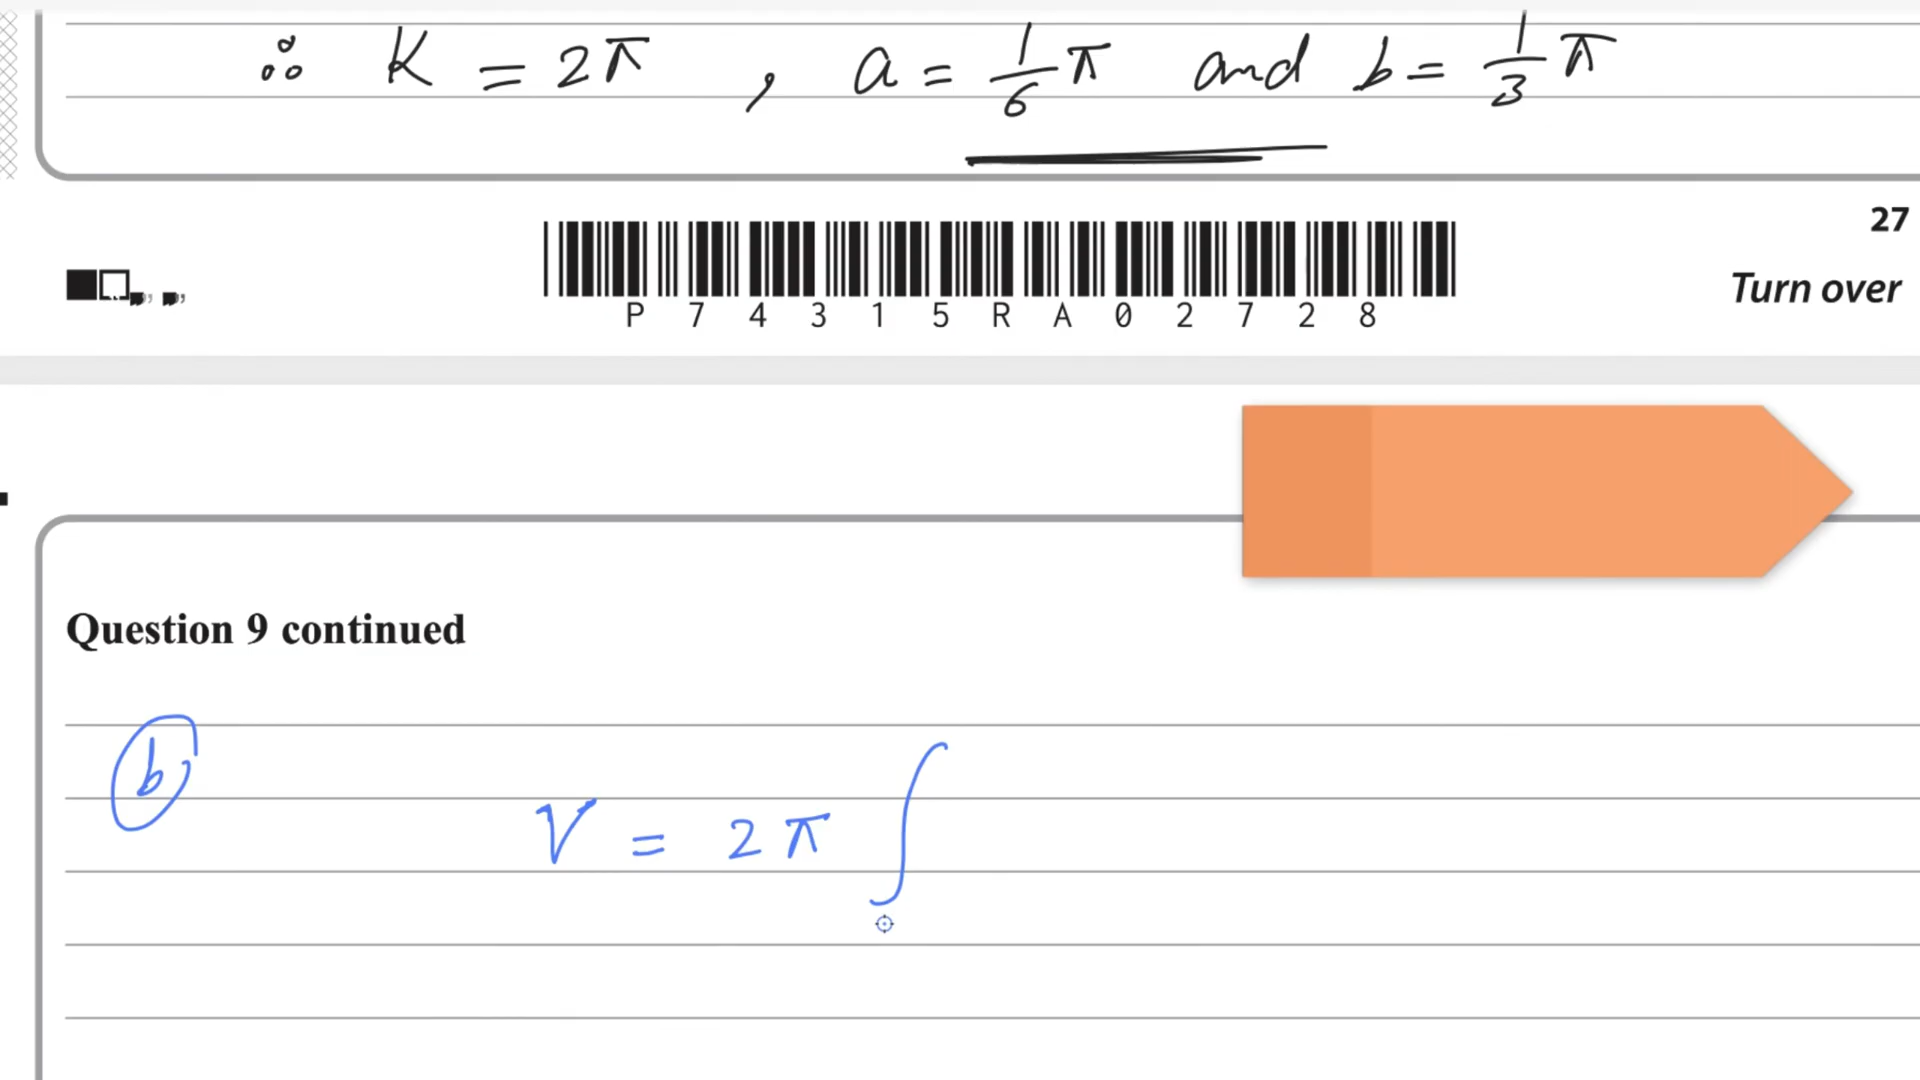 ∴ K = 2π , a = 1/6 π and b = 1/3 π
27
Turn over
P 7 4 3 1 5 R A 0 2 7 2 8
Question 9 continued
b
V = 2π ∫